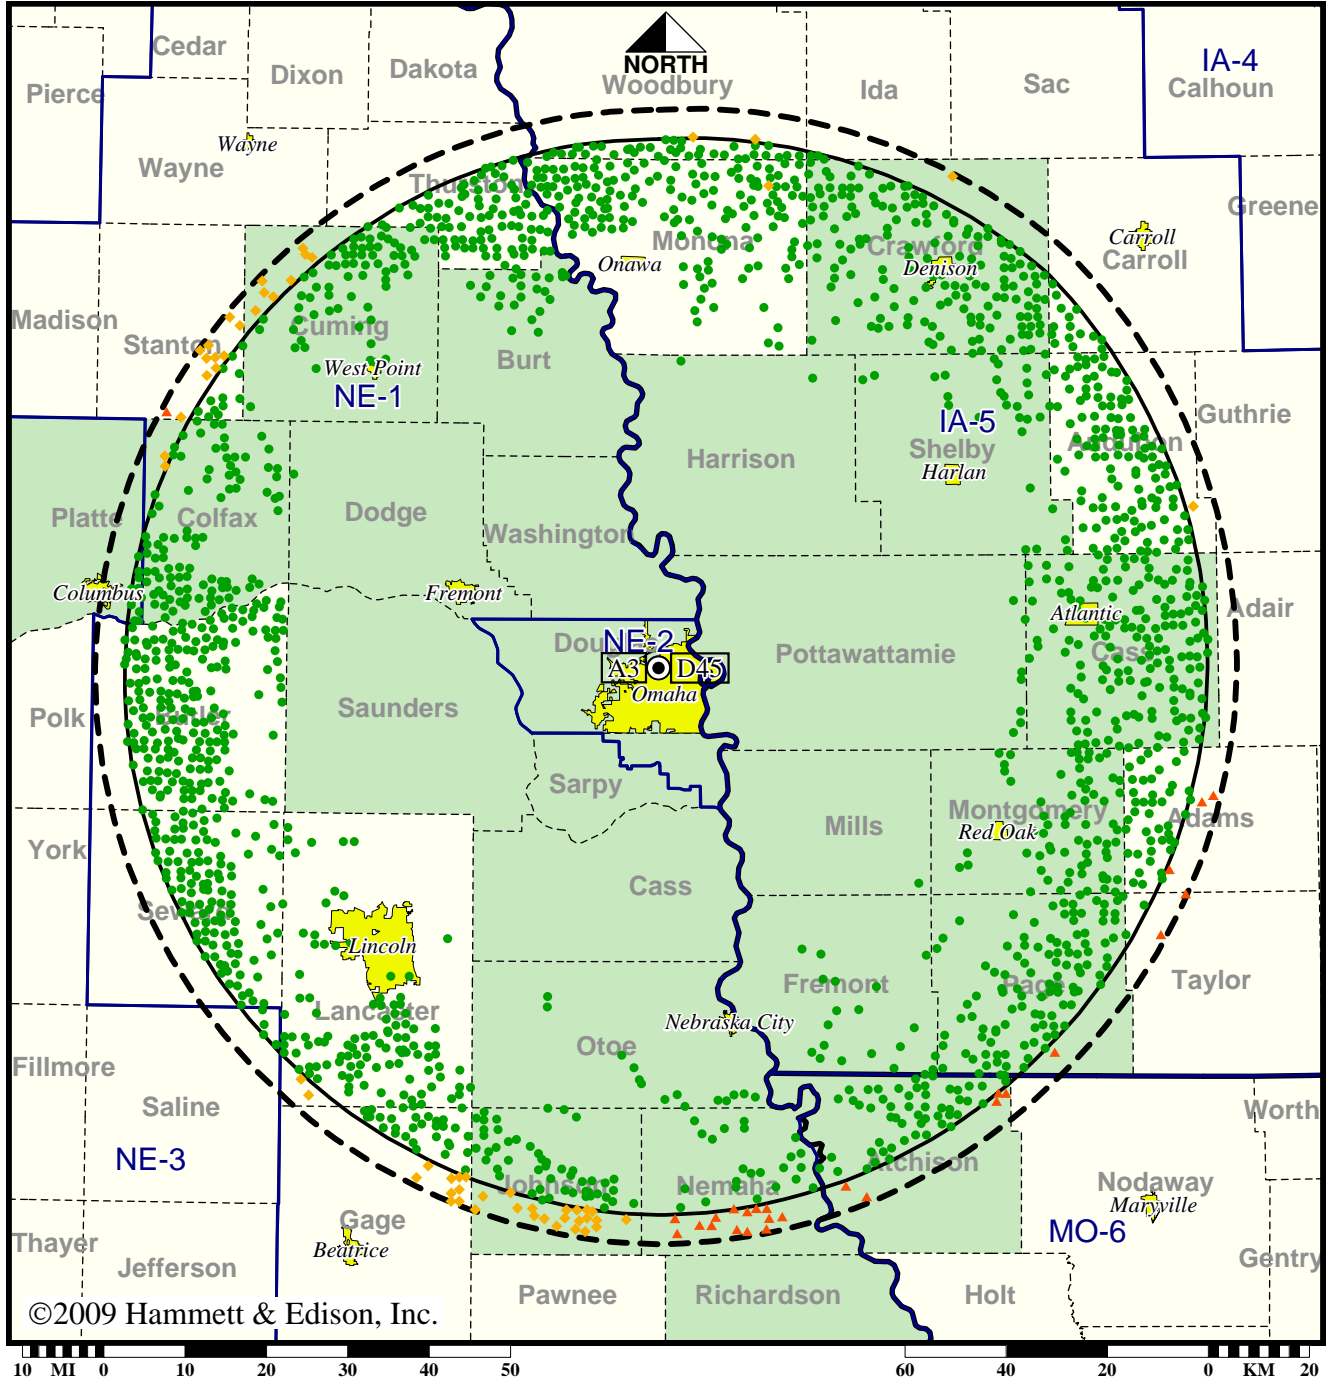 Cedar
Dixon
Dakota
NORTH
Woodbury
Ida
Sac
IA-4
Calhoun
Pierce
Wayne
Wayne
Thurston
Greene
Monona
Crawford
Carroll
Carroll
Onawa
Denison
Madison
Stanton
Cuming
Burt
West Point
NE-1
IA-5
Guthrie
Audubon
Shelby
Harrison
Harlan
Platte
Colfax
Dodge
Washington
Columbus
Fremont
Atlantic
Adair
Douglas
NE-2
Pottawattamie
Cass
A3
D45
Omaha
Polk
Butler
Saunders
Sarpy
Mills
Montgomery
Red Oak
Adams
York
Cass
Seward
Lincoln
Lancaster
Fremont
Page
Taylor
Nebraska City
Otoe
Fillmore
Saline
Worth
NE-3
Atchison
Johnson
Nemaha
Nodaway
Maryville
MO-6
Gage
Beatrice
Thayer
Jefferson
Gentry
Pawnee
Richardson
Holt
©2009 Hammett & Edison, Inc.
10 MI 0 10 20 30 40 50
60 40 20 0 KM 20